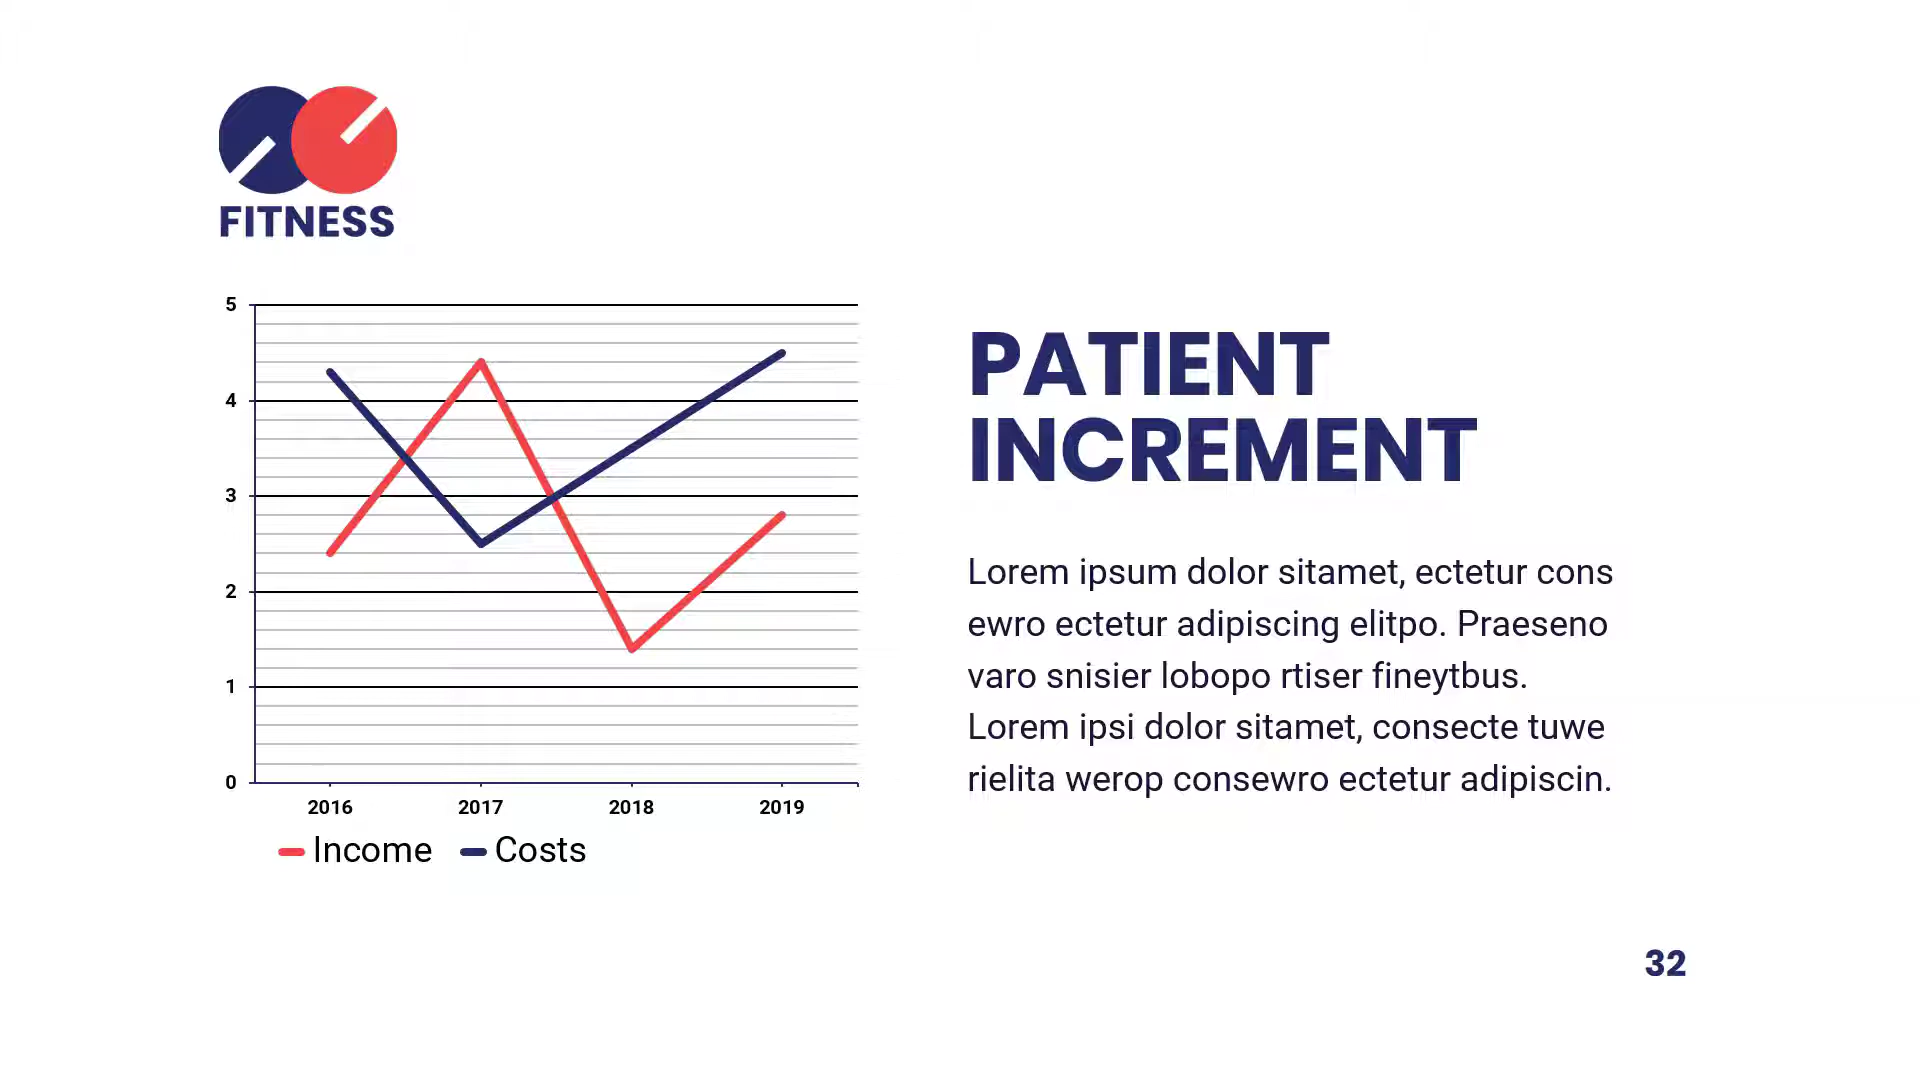 FITNESS
5
4
3
2
1
0
2016 2017 2018 2019
Income Costs
PATIENT
INCREMENT
Lorem ipsum dolor sitamet, ectetur cons
ewro ectetur adipiscing elitpo. Praeseno
varo snisier lobopo rtiser fineytbus.
Lorem ipsi dolor sitamet, consecte tuwe
rielita werop consewro ectetur adipiscin.
32